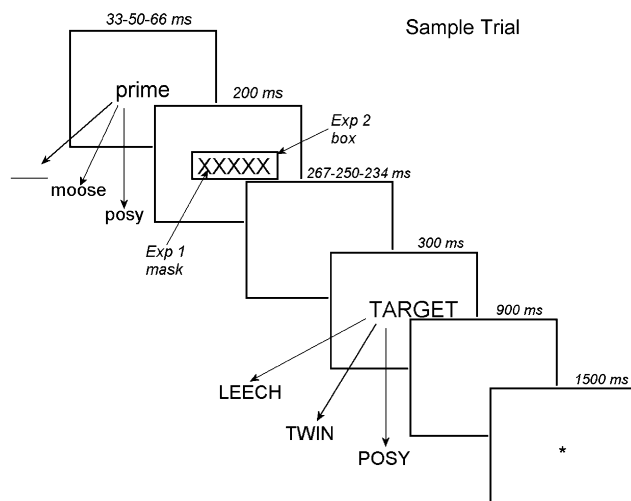 33-50-66 ms
Sample Trial
prime
200 ms
Exp 2
box
XXXXX
267-250-234 ms
moose
posy
Exp 1
mask
300 ms
TARGET
900 ms
LEECH
TWIN
POSY
1500 ms
*